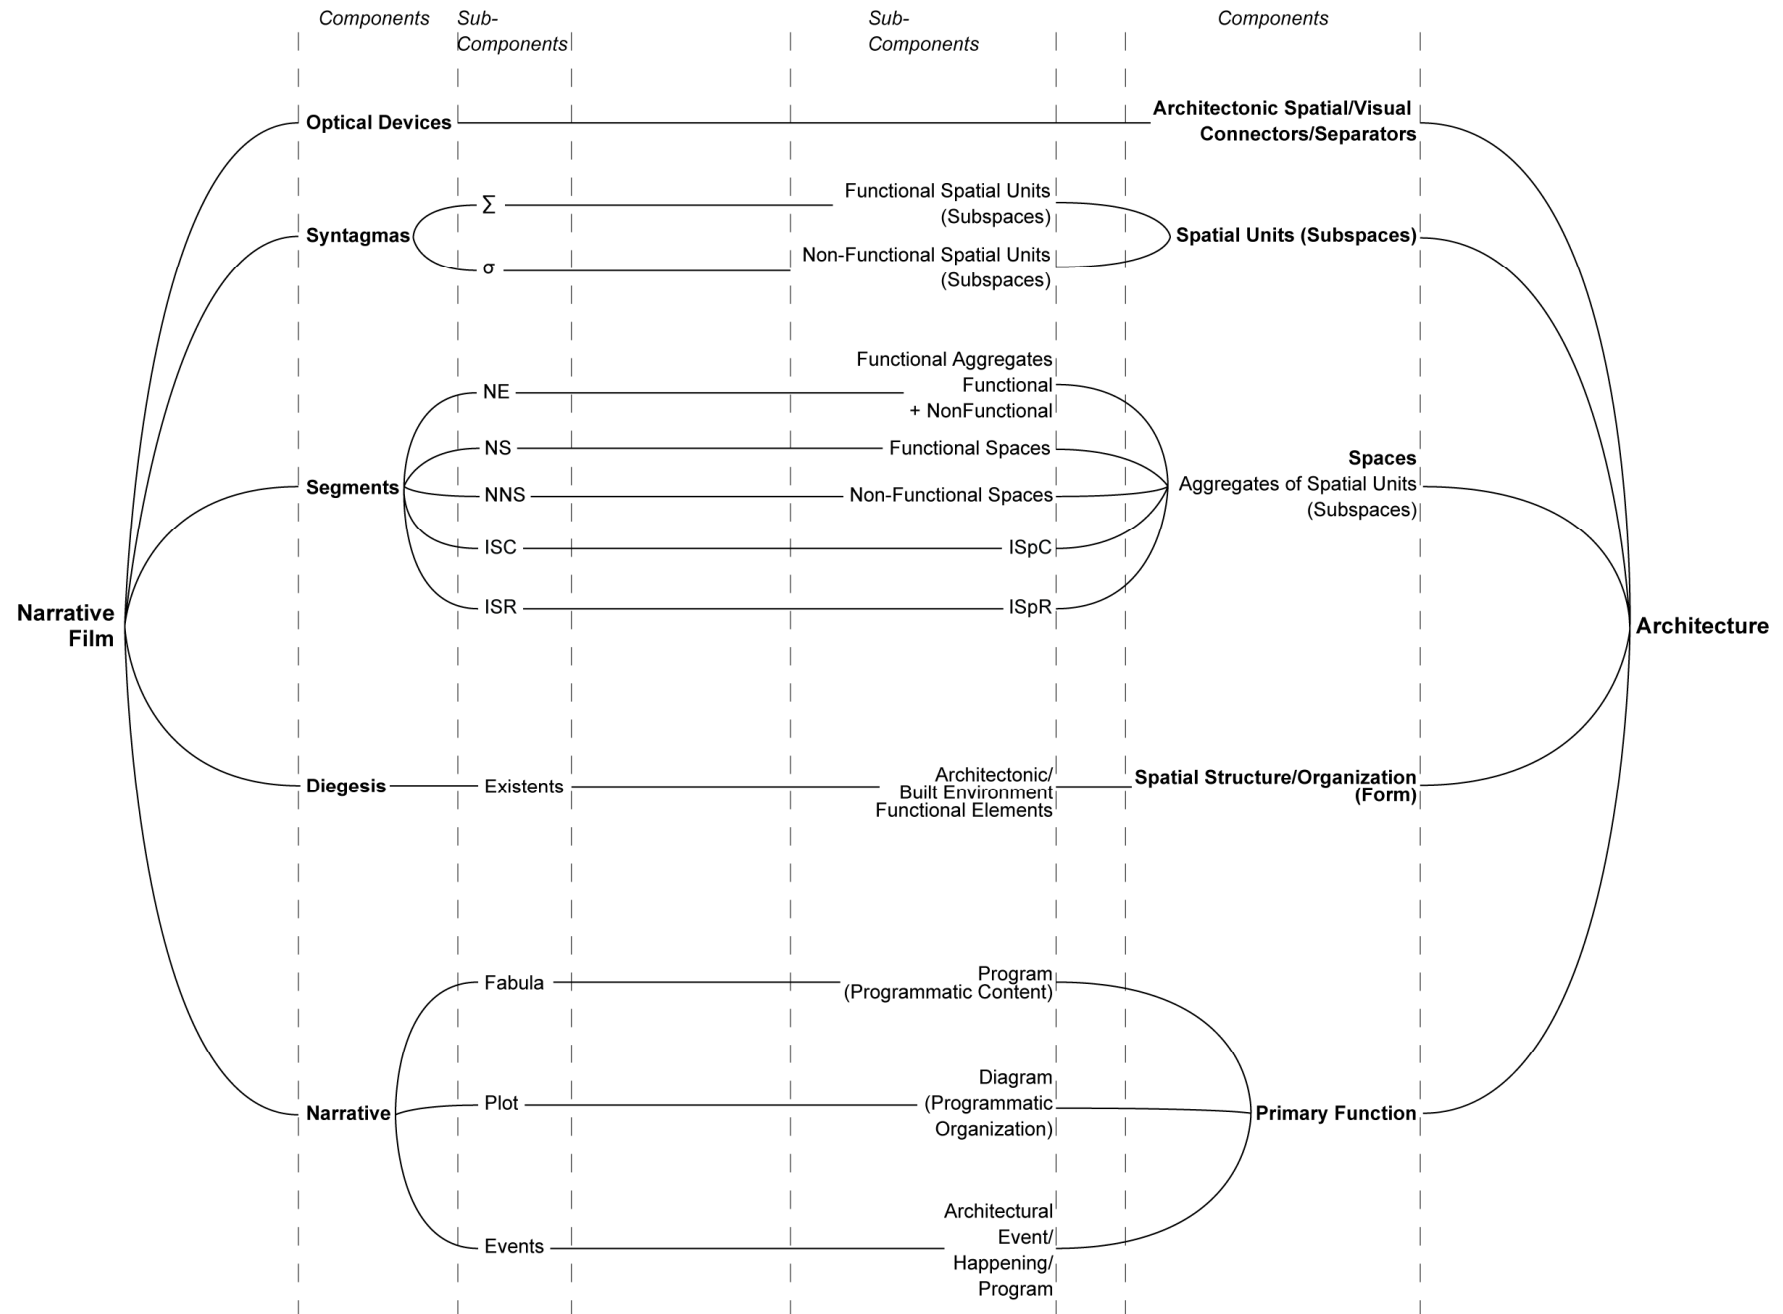 Components
Sub-
Components
Sub-
Components
Components
Optical Devices
Architectonic Spatial/Visual
Connectors/Separators
Syntagmas
∑
Functional Spatial Units
(Subspaces)
σ
Non-Functional Spatial Units
(Subspaces)
Spatial Units (Subspaces)
Segments
NE
Functional Aggregates
Functional
+ NonFunctional
NS
Functional Spaces
NNS
Non-Functional Spaces
ISC
ISpC
ISR
ISpR
Spaces
Aggregates of Spatial Units
(Subspaces)
Narrative
Film
Architecture
Diegesis
Existents
Architectonic/
Built Environment
Functional Elements
Spatial Structure/Organization
(Form)
Narrative
Fabula
Program
(Programmatic Content)
Plot
Diagram
(Programmatic
Organization)
Events
Architectural
Event/
Happening/
Program
Primary Function